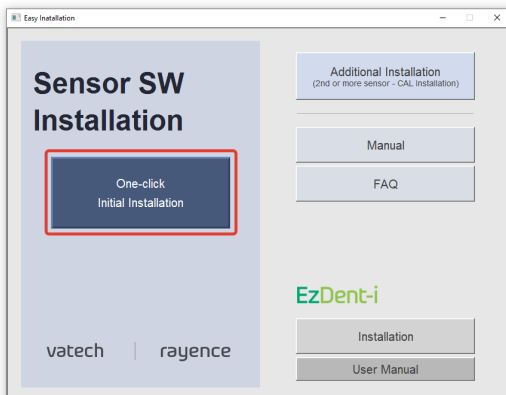 Easy Installation
Sensor SW
Installation
One-click
Initial Installation
vatech | rayence
Additional Installation
(2nd or more sensor - CAL Installation)
Manual
FAQ
EzDent-i
Installation
User Manual